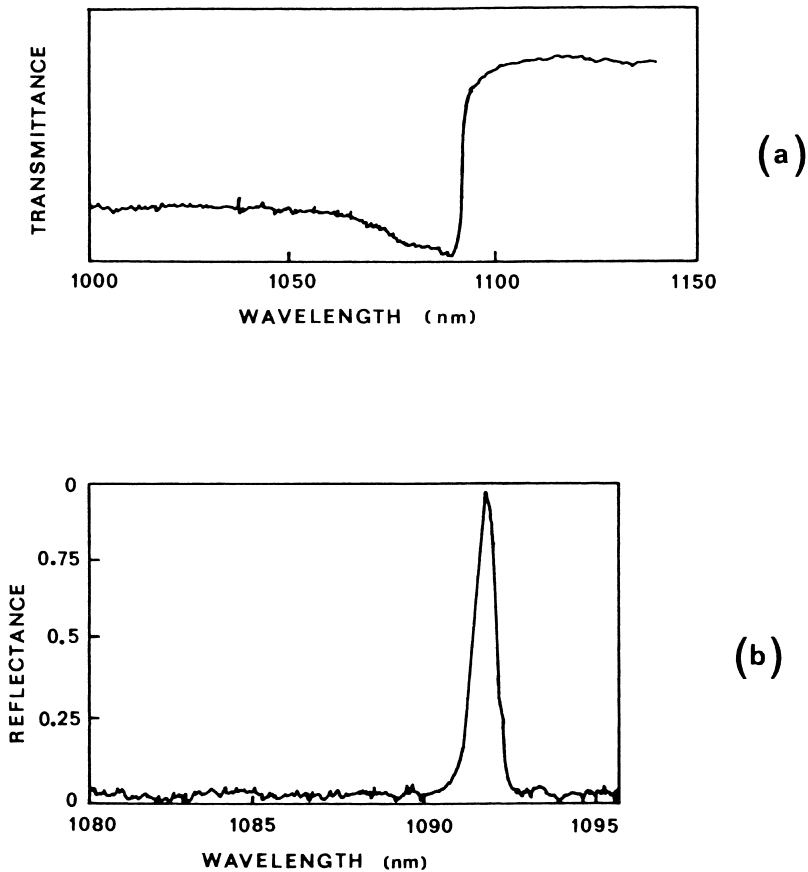 TRANSMITTANCE
(a)
1000 1050 1100 1150
WAVELENGTH (nm)
0
0.75
0.5
0.25
0
REFLECTANCE
(b)
1080 1085 1090 1095
WAVELENGTH (nm)